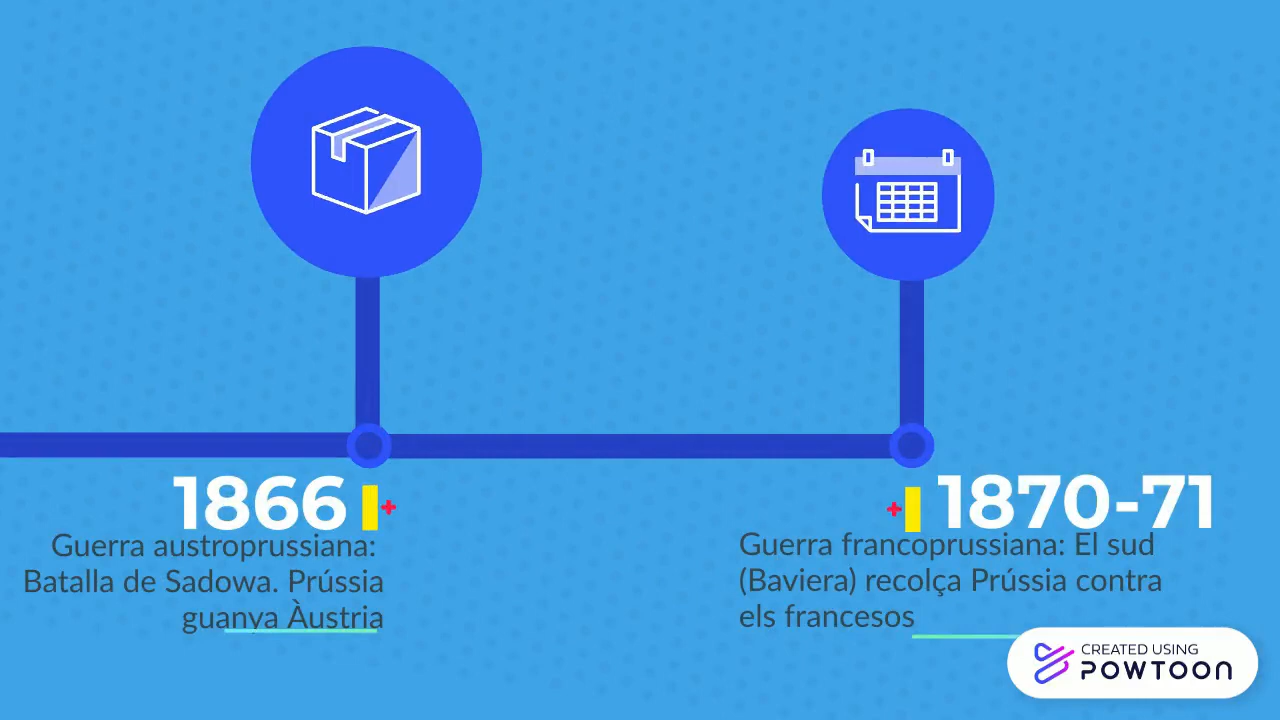 1866
Guerra austroprussiana:
Batalla de Sadowa. Prússia
guanya Àustria
1870-71
Guerra francoprussiana: El sud
(Baviera) recolça Prússia contra
els francesos
CREATED USING
POWTOON